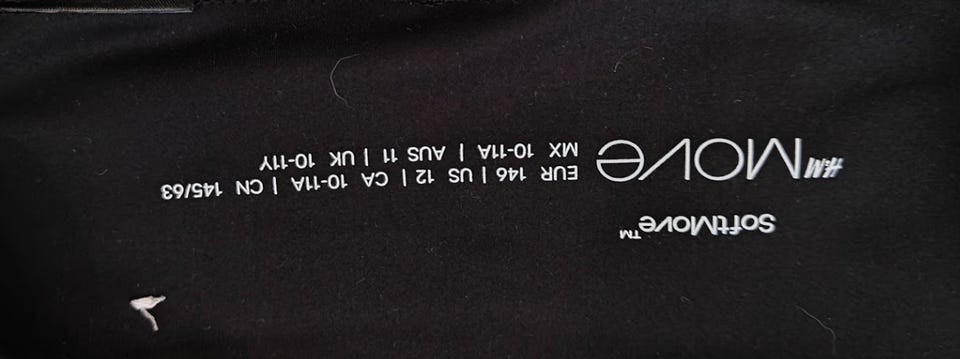 SoftMove™
H&M MOVE
EUR 146 | US 12 | CA 10-11A | CN 145/63
MX 10-11A | AUS 11 | UK 10-11Y